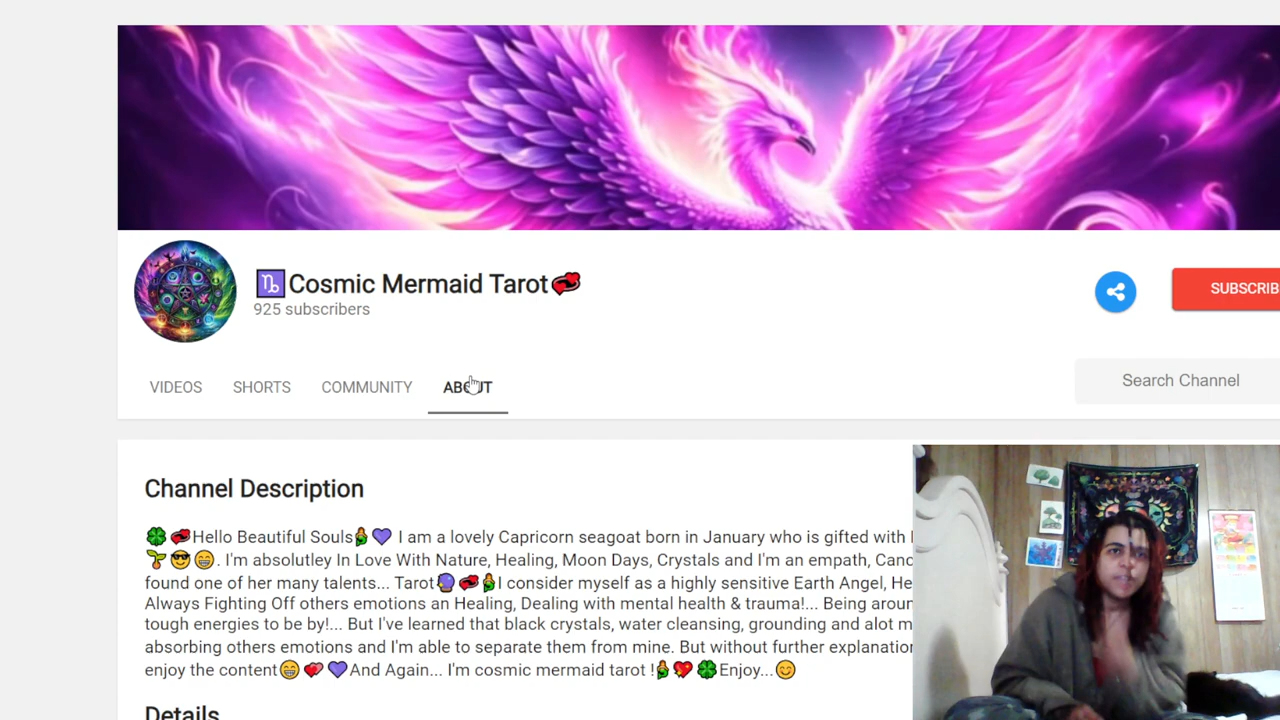 ♑Cosmic Mermaid Tarot💞
925 subscribers
SUBSCRIB
VIDEOS SHORTS COMMUNITY ABOUT
Search Channel
Channel Description
🍀💞Hello Beautiful Souls🧜‍♀️💜 I am a lovely Capricorn seagoat born in January who is gifted with
🌱😎😁. I'm absolutley In Love With Nature, Healing, Moon Days, Crystals and I'm an empath, Canc
found one of her many talents... Tarot🔮💞🧜‍♀️I consider myself as a highly sensitive Earth Angel, He
Always Fighting Off others emotions an Healing, Dealing with mental health & trauma!... Being aroun
tough energies to be by!... But I've learned that black crystals, water cleansing, grounding and alot m
absorbing others emotions and I'm able to separate them from mine. But without further explanation
enjoy the content😁💕💜And Again... I'm cosmic mermaid tarot !🧜‍♀️💖🍀Enjoy...😊
Details